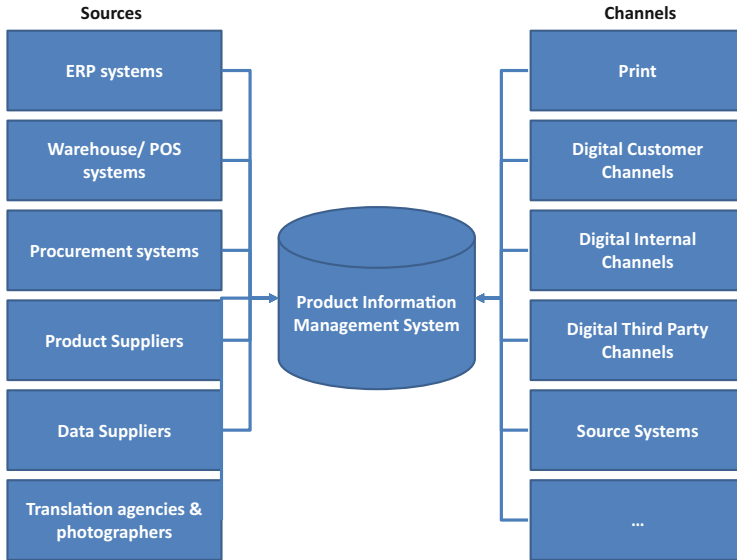 Sources
ERP systems
Warehouse/ POS
systems
Procurement systems
Product Suppliers
Data Suppliers
Translation agencies &
photographers
Product Information
Management System
Channels
Print
Digital Customer
Channels
Digital Internal
Channels
Digital Third Party
Channels
Source Systems
...